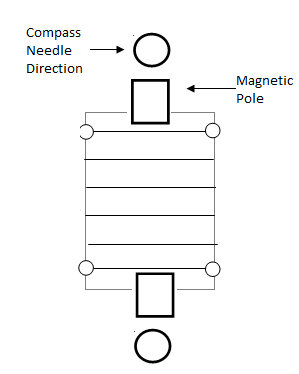 Compass
Needle
Direction
Magnetic
Pole